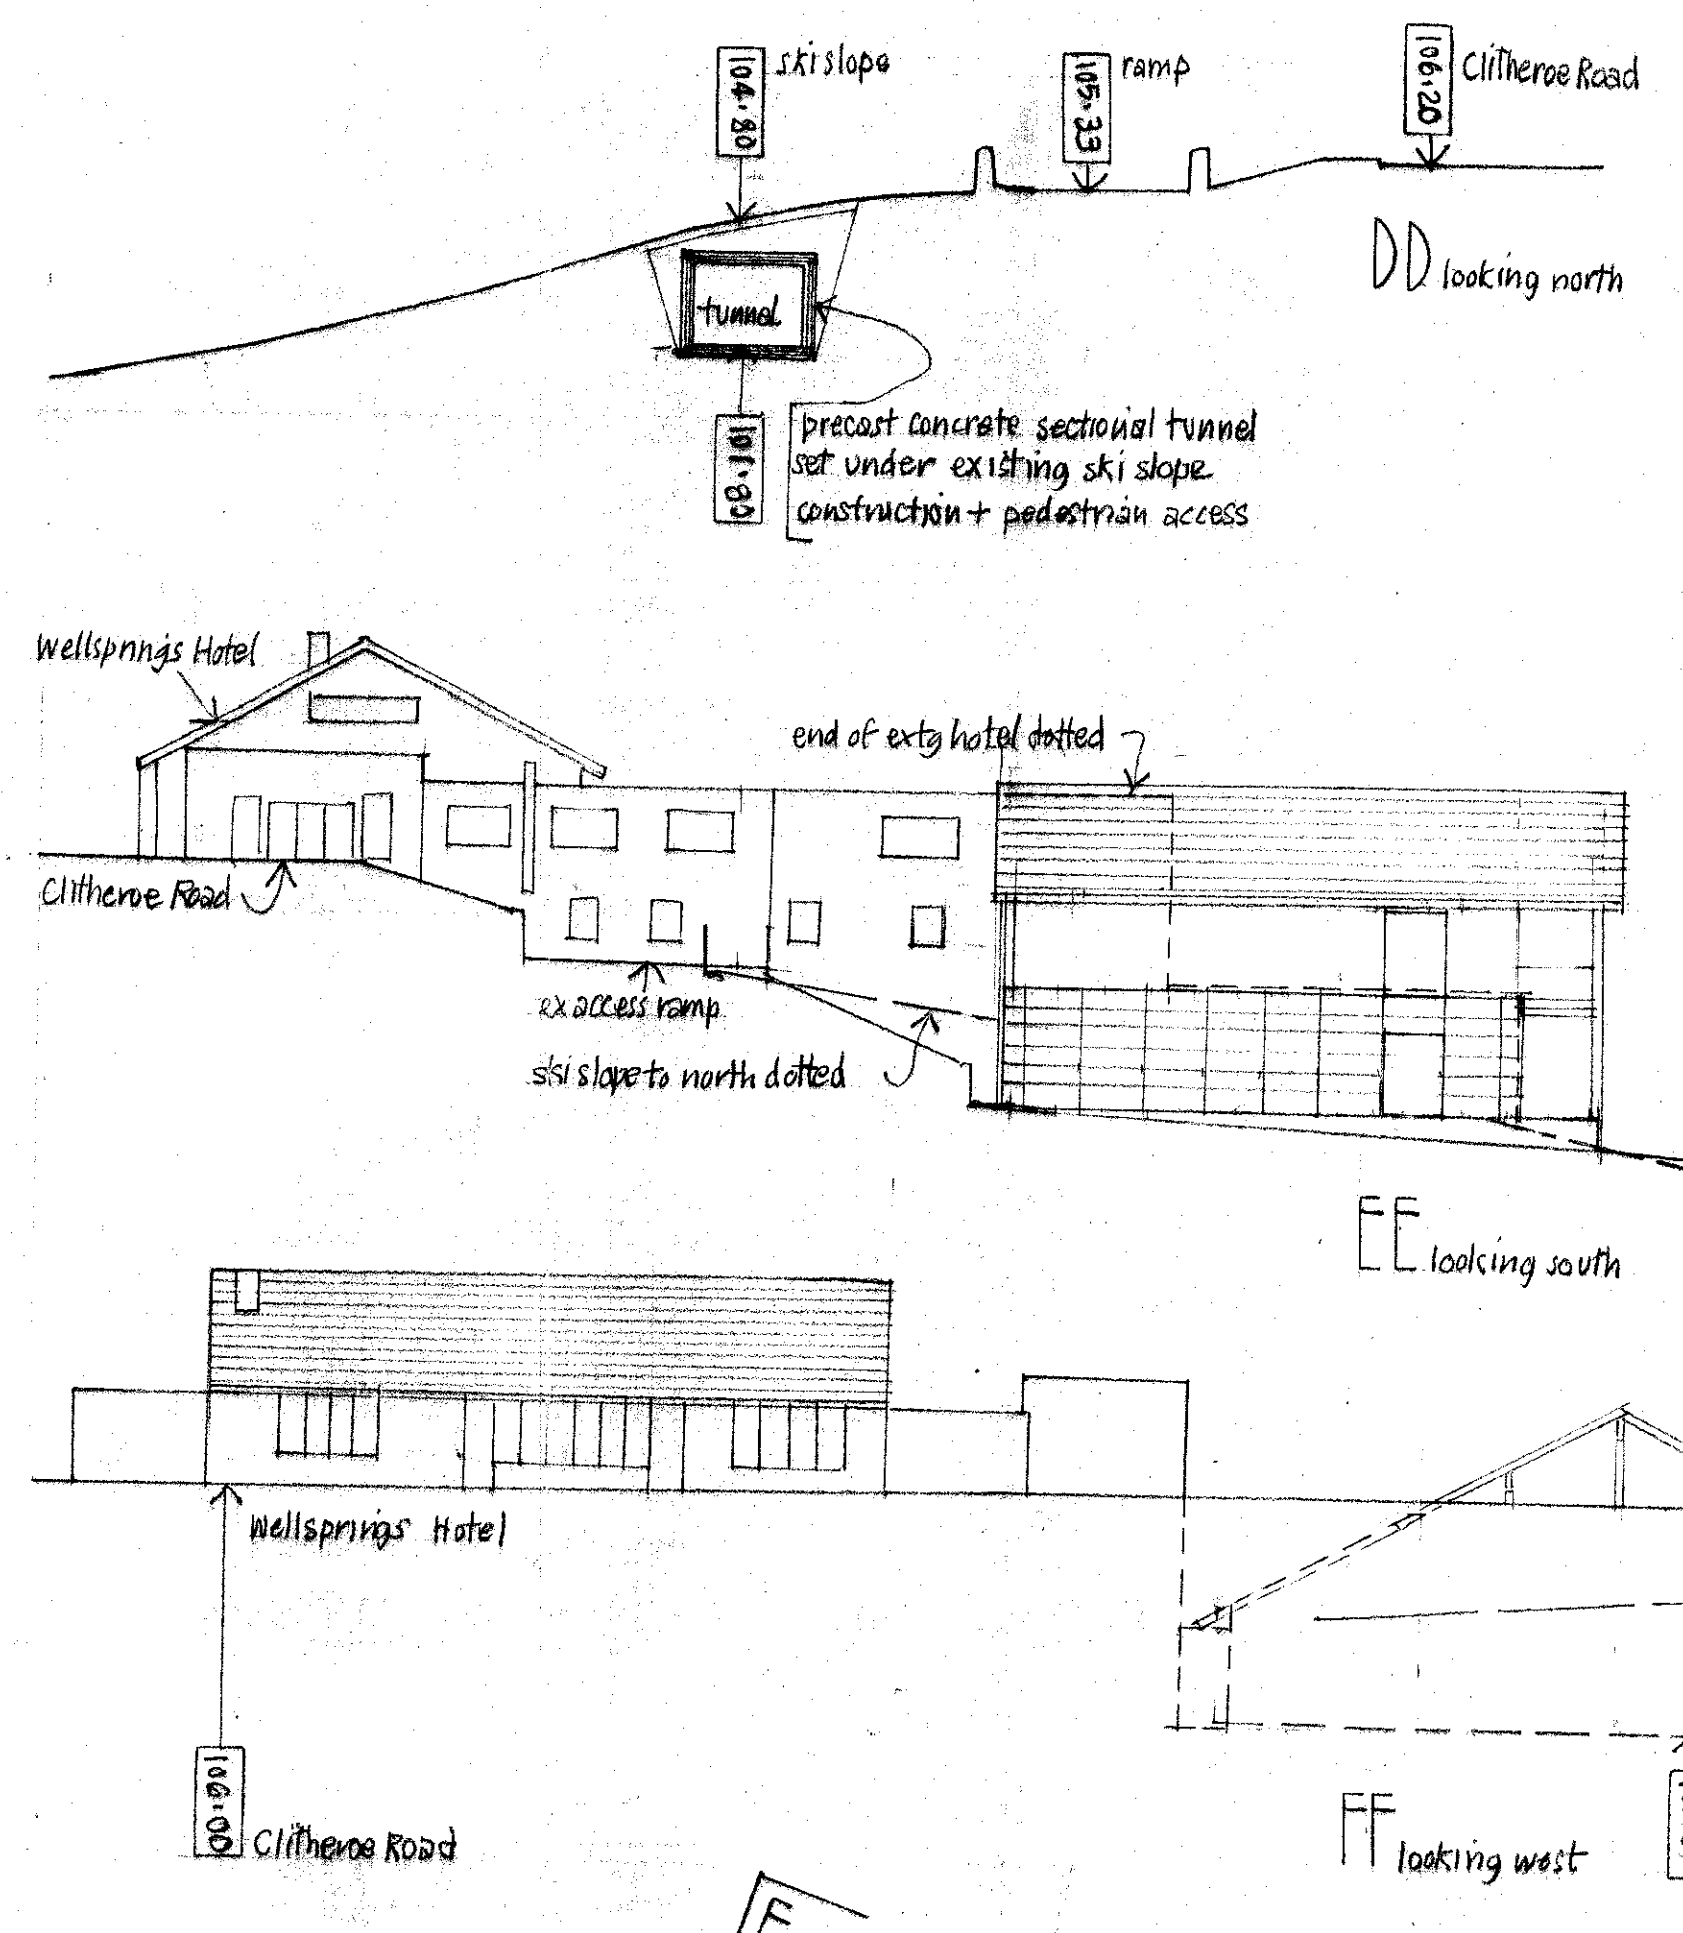 104.80 ski slope
105.33 ramp
106.20 Clitheroe Road
DD looking north
tunnel
101.80
precast concrete sectional tunnel
set under existing ski slope
construction + pedestrian access
Wellsprings Hotel
end of extg hotel dotted
Clitheroe Road
ex access ramp
ski slope to north dotted
EE looking south
Wellsprings Hotel
106.00 Clitheroe Road
FF looking west
F